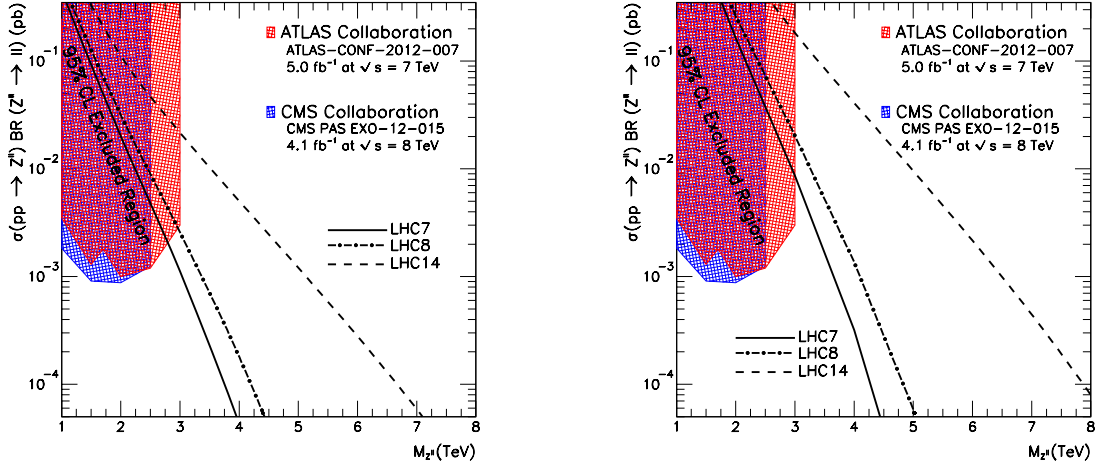 σ(pp → Z'') BR (Z'' → ll) (pb)
10⁻¹
10⁻²
10⁻³
10⁻⁴
ATLAS Collaboration
ATLAS-CONF-2012-007
5.0 fb⁻¹ at √s = 7 TeV
CMS Collaboration
CMS PAS EXO-12-015
4.1 fb⁻¹ at √s = 8 TeV
95% CL Excluded Region
LHC7
LHC8
LHC14
1 2 3 4 5 6 7 8
M_Z''(TeV)
σ(pp → Z'') BR (Z'' → ll) (pb)
10⁻¹
10⁻²
10⁻³
10⁻⁴
ATLAS Collaboration
ATLAS-CONF-2012-007
5.0 fb⁻¹ at √s = 7 TeV
CMS Collaboration
CMS PAS EXO-12-015
4.1 fb⁻¹ at √s = 8 TeV
95% CL Excluded Region
LHC7
LHC8
LHC14
1 2 3 4 5 6 7 8
M_Z''(TeV)